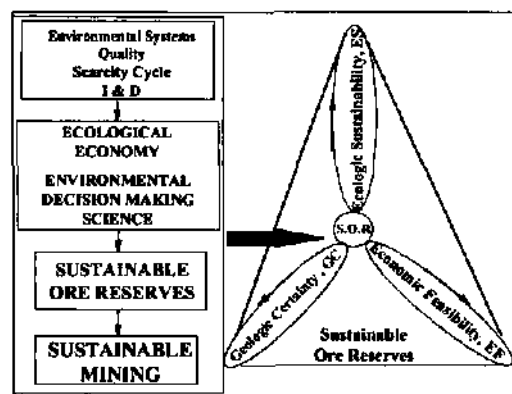 Environmental Systems
Quality
Scarcity Cycle
I & D
ECOLOGICAL
ECONOMY
ENVIRONMENTAL
DECISION MAKING
SCIENCE
SUSTAINABLE
ORE RESERVES
SUSTAINABLE
MINING
Ecologic Sustainability, ES
S.O.R
Geologic Certainty, GC
Economic Feasibility, EF
Sustainable
Ore Reserves